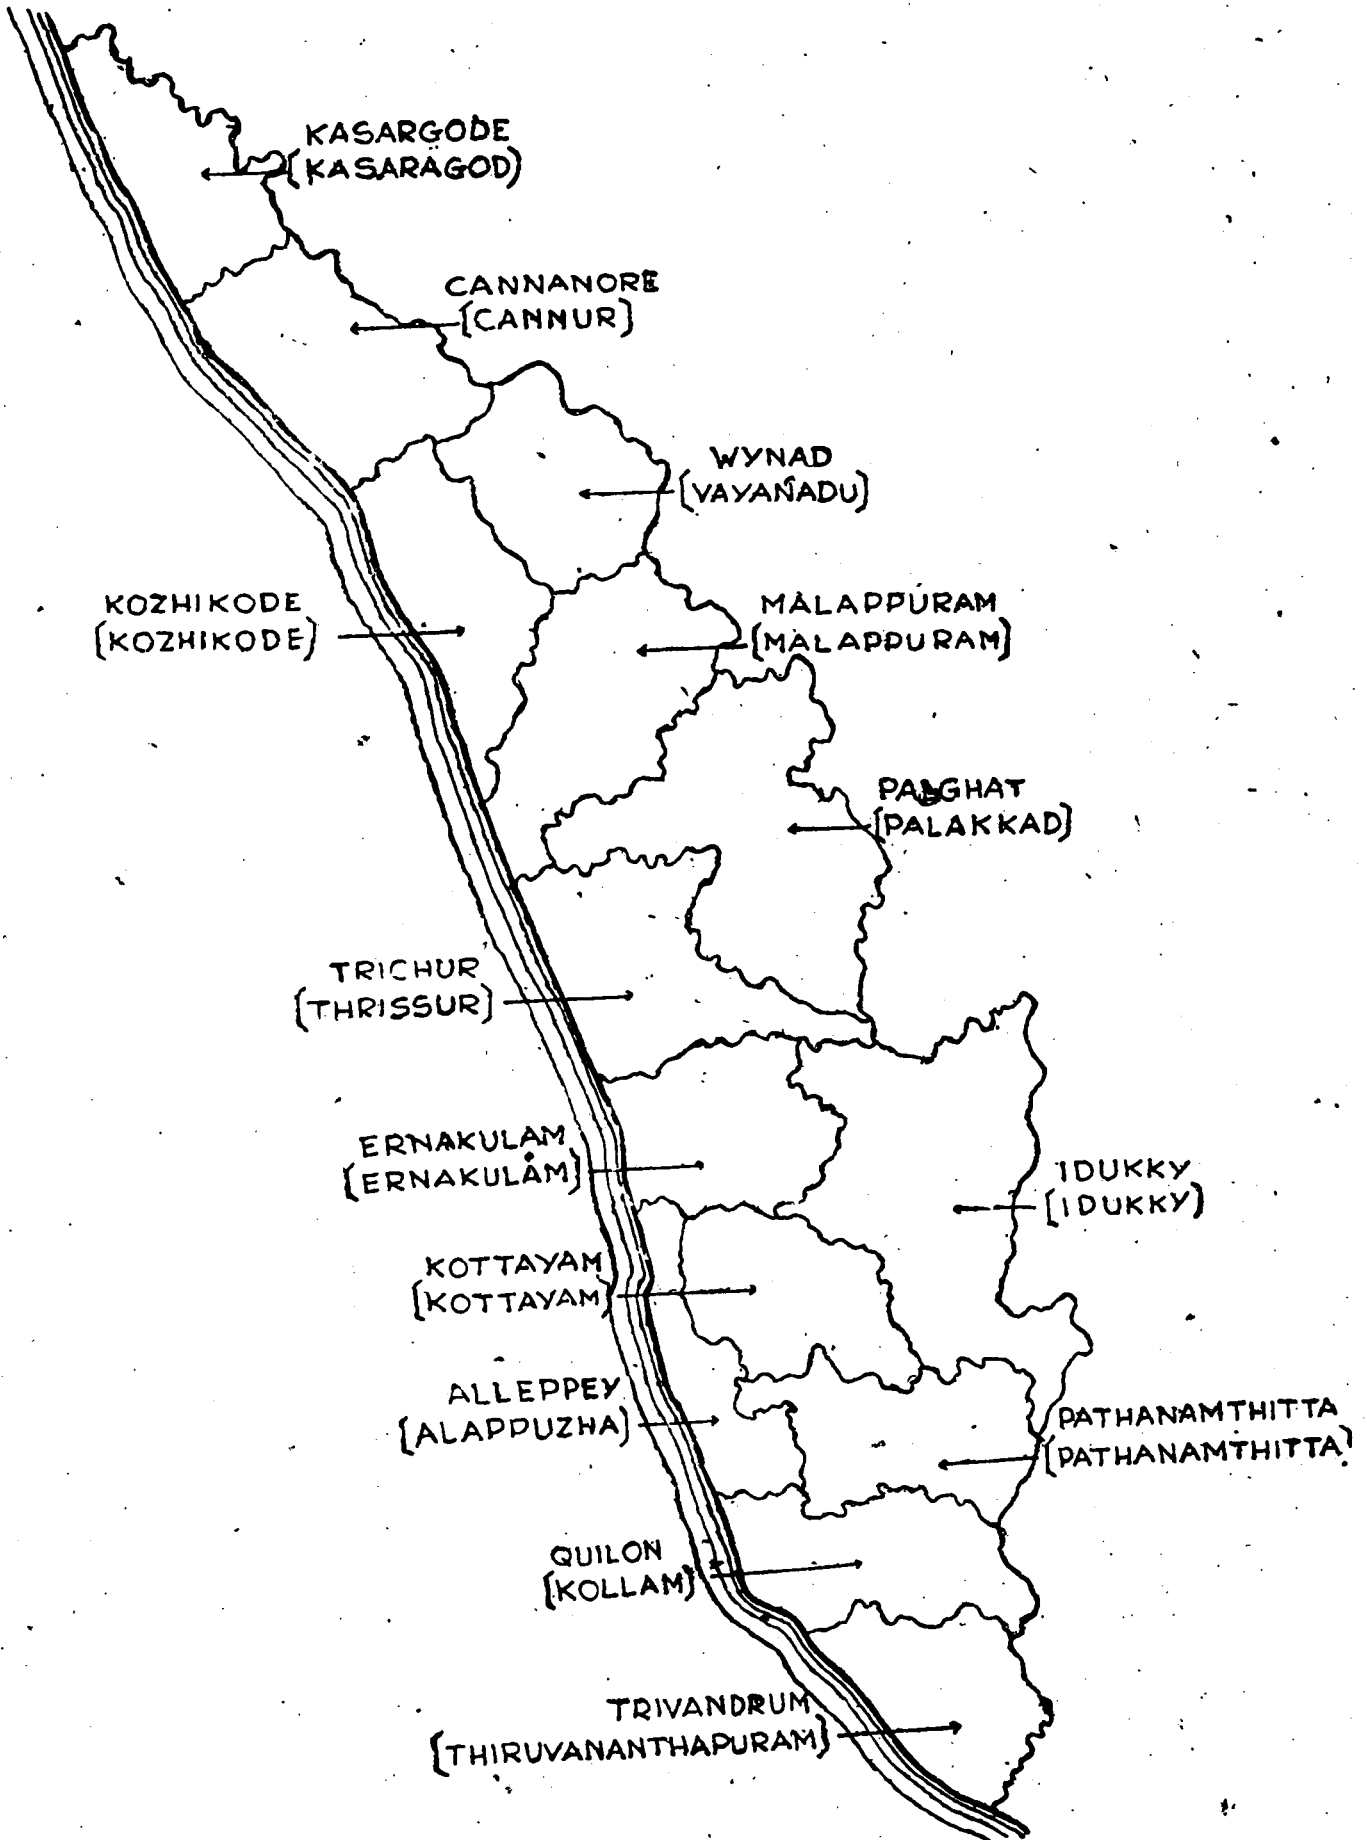 KASARGODE
[KASARAGOD]
CANNANORE
[CANNUR]
WYNAD
[VAYANADU]
KOZHIKODE
[KOZHIKODE]
MALAPPURAM
[MALAPPURAM]
PALGHAT
[PALAKKAD]
TRICHUR
[THRISSUR]
ERNAKULAM
[ERNAKULAM]
IDUKKY
[IDUKKY]
KOTTAYAM
[KOTTAYAM]
ALLEPPEY
[ALAPPUZHA]
PATHANAMTHITTA
[PATHANAMTHITTA]
QUILON
[KOLLAM]
TRIVANDRUM
[THIRUVANANTHAPURAM]